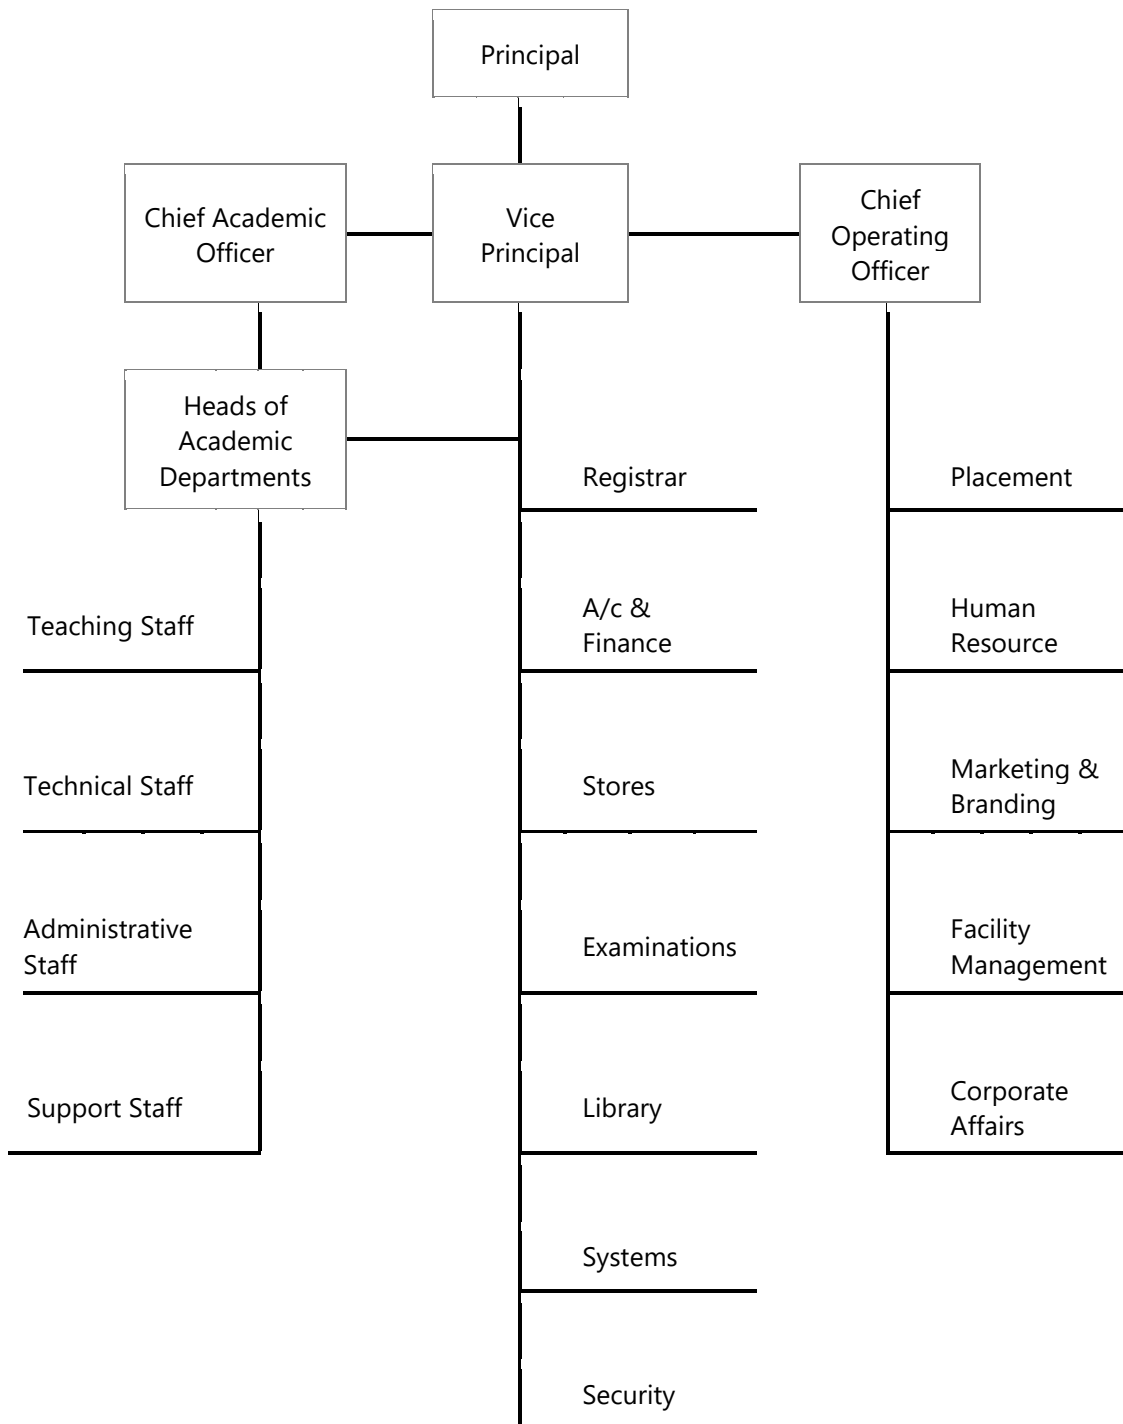 Principal
Chief Academic
Officer
Vice
Principal
Chief
Operating
Officer
Heads of
Academic
Departments
Registrar
Placement
Teaching Staff
A/c &
Finance
Human
Resource
Technical Staff
Stores
Marketing &
Branding
Administrative
Staff
Examinations
Facility
Management
Support Staff
Library
Corporate
Affairs
Systems
Security